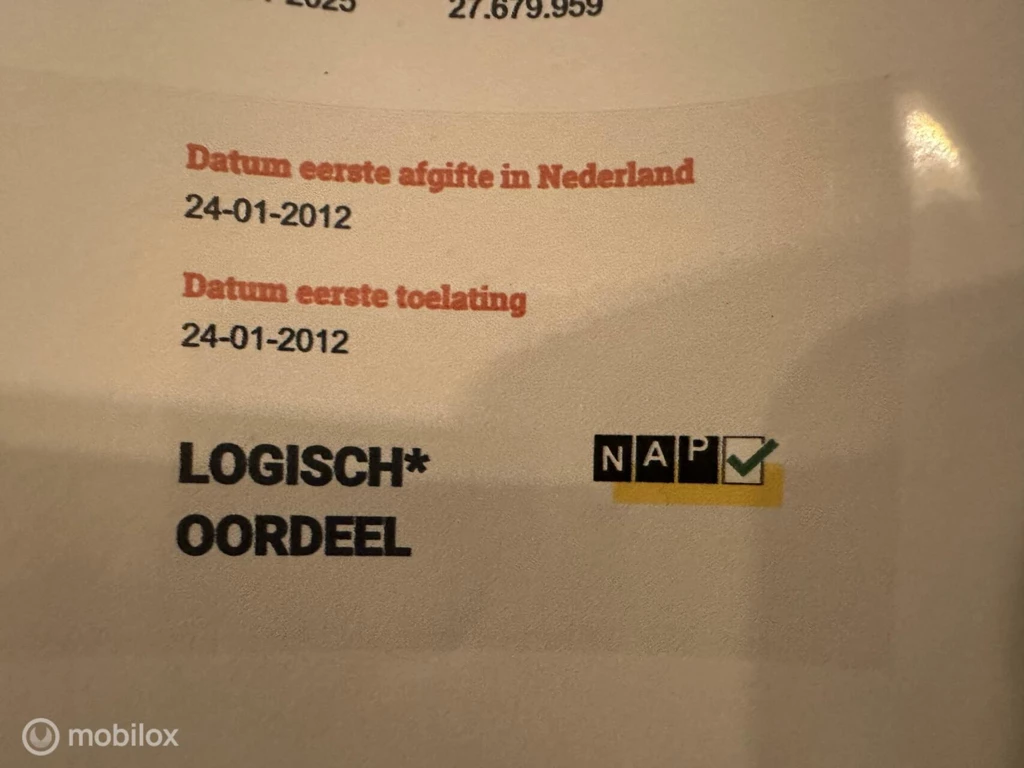 2025
27.679.959
Datum eerste afgifte in Nederland
24-01-2012
Datum eerste toelating
24-01-2012
LOGISCH*
OORDEEL
NAP
mobilox